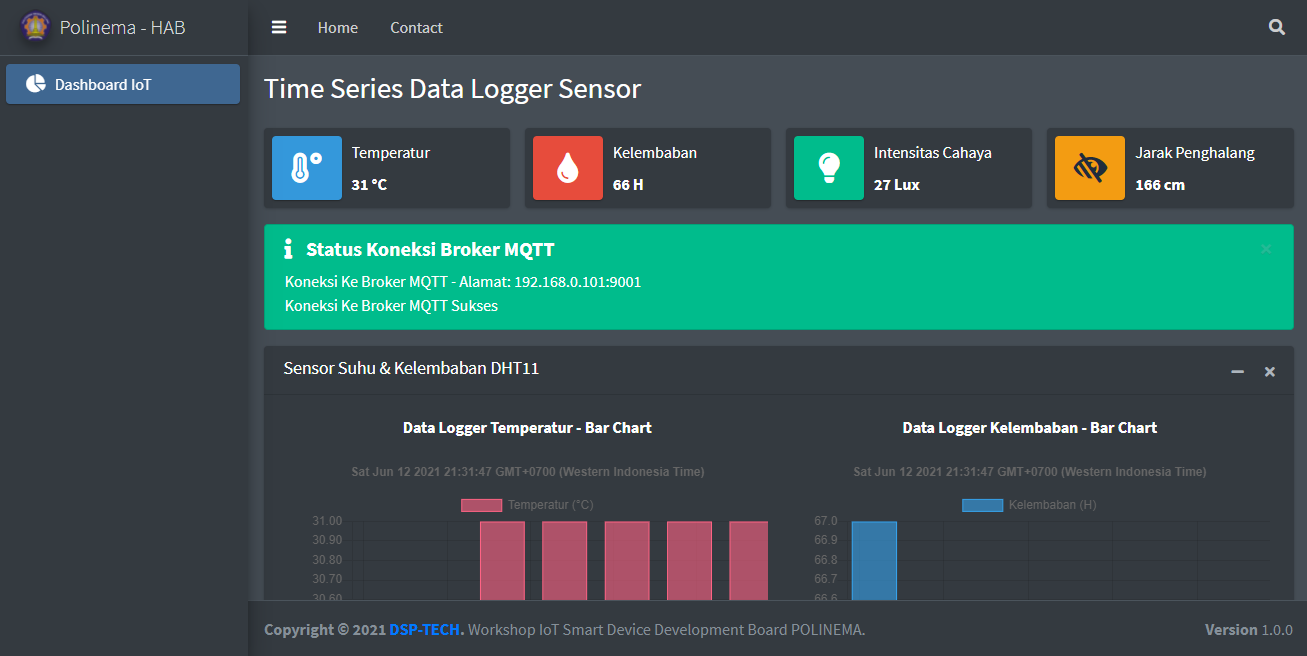 Polinema - HAB
Home
Contact
Dashboard IoT
Time Series Data Logger Sensor
Temperatur
31 °C
Kelembaban
66 H
Intensitas Cahaya
27 Lux
Jarak Penghalang
166 cm
Status Koneksi Broker MQTT
Koneksi Ke Broker MQTT - Alamat: 192.168.0.101:9001
Koneksi Ke Broker MQTT Sukses
Sensor Suhu & Kelembaban DHT11
Data Logger Temperatur - Bar Chart
Sat Jun 12 2021 21:31:47 GMT+0700 (Western Indonesia Time)
Temperatur (°C)
31.00
30.90
30.80
30.70
30.60
Data Logger Kelembaban - Bar Chart
Sat Jun 12 2021 21:31:47 GMT+0700 (Western Indonesia Time)
Kelembaban (H)
67.0
66.9
66.8
66.7
66.6
Copyright © 2021 DSP-TECH. Workshop IoT Smart Device Development Board POLINEMA.
Version 1.0.0